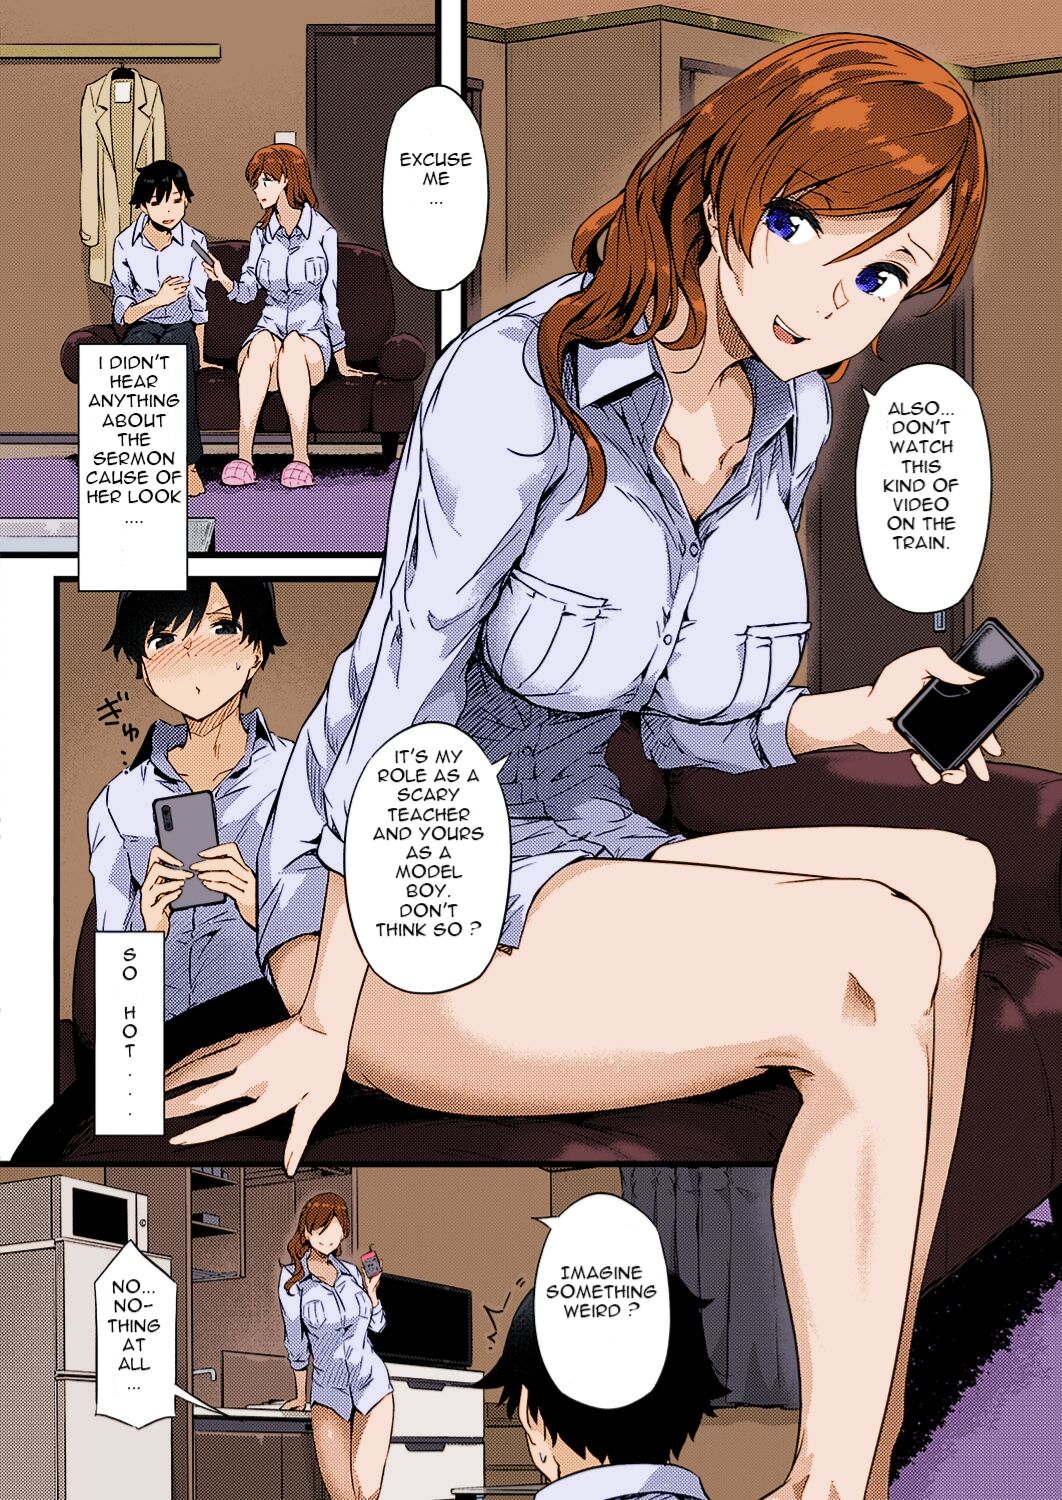 EXCUSE
ME
...
I DIDN'T
HEAR
ANYTHING
ABOUT
THE
SERMON
CAUSE OF
HER LOOK
....
ALSO...
DON'T
WATCH
THIS
KIND OF
VIDEO
ON THE
TRAIN.
IT'S MY
ROLE AS A
SCARY
TEACHER
AND YOURS
AS A
MODEL
BOY.
DON'T
THINK SO ?
ぎゅ…
SO
HOT...
IMAGINE
SOMETHING
WEIRD ?
NO...
NO-
THING
AT
ALL
...